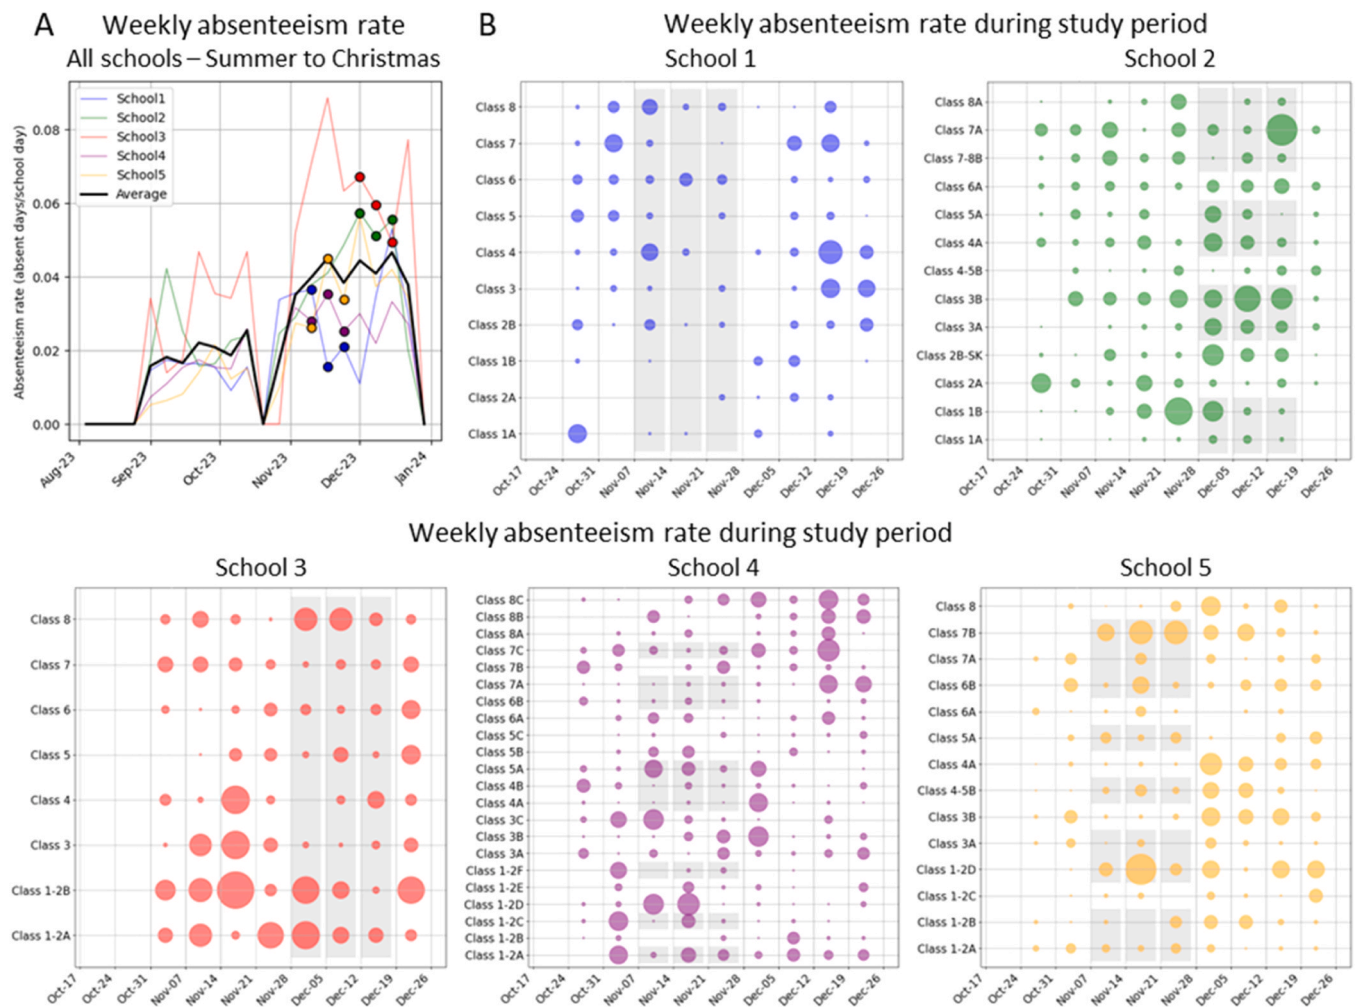 A
Weekly absenteeism rate
All schools – Summer to Christmas
Absenteeism rate (absent days/school day)
0.08
0.06
0.04
0.02
0.00
School1
School2
School3
School4
School5
Average
Aug-23
Sep-23
Oct-23
Nov-23
Dec-23
Jan-24
B
Weekly absenteeism rate during study period
School 1
Class 8
Class 7
Class 6
Class 5
Class 4
Class 3
Class 2B
Class 1B
Class 2A
Class 1A
Oct-17
Oct-24
Oct-31
Nov-07
Nov-14
Nov-21
Nov-28
Dec-05
Dec-12
Dec-19
Dec-26
School 2
Class 8A
Class 7A
Class 7-8B
Class 6A
Class 5A
Class 4A
Class 4-5B
Class 3B
Class 3A
Class 2B-SK
Class 2A
Class 1B
Class 1A
Oct-17
Oct-24
Oct-31
Nov-07
Nov-14
Nov-21
Nov-28
Dec-05
Dec-12
Dec-19
Dec-26
Weekly absenteeism rate during study period
School 3
Class 8
Class 7
Class 6
Class 5
Class 4
Class 3
Class 1-2B
Class 1-2A
Oct-17
Oct-24
Oct-31
Nov-07
Nov-14
Nov-21
Nov-28
Dec-05
Dec-12
Dec-19
Dec-26
School 4
Class 8C
Class 8B
Class 8A
Class 7C
Class 7B
Class 7A
Class 6B
Class 6A
Class 5C
Class 5B
Class 5A
Class 4B
Class 4A
Class 3C
Class 3B
Class 3A
Class 1-2F
Class 1-2E
Class 1-2D
Class 1-2C
Class 1-2B
Class 1-2A
Oct-17
Oct-24
Oct-31
Nov-07
Nov-14
Nov-21
Nov-28
Dec-05
Dec-12
Dec-19
Dec-26
School 5
Class 8
Class 7B
Class 7A
Class 6B
Class 6A
Class 5A
Class 4A
Class 4-5B
Class 3B
Class 3A
Class 1-2D
Class 1-2C
Class 1-2B
Class 1-2A
Oct-17
Oct-24
Oct-31
Nov-07
Nov-14
Nov-21
Nov-28
Dec-05
Dec-12
Dec-19
Dec-26